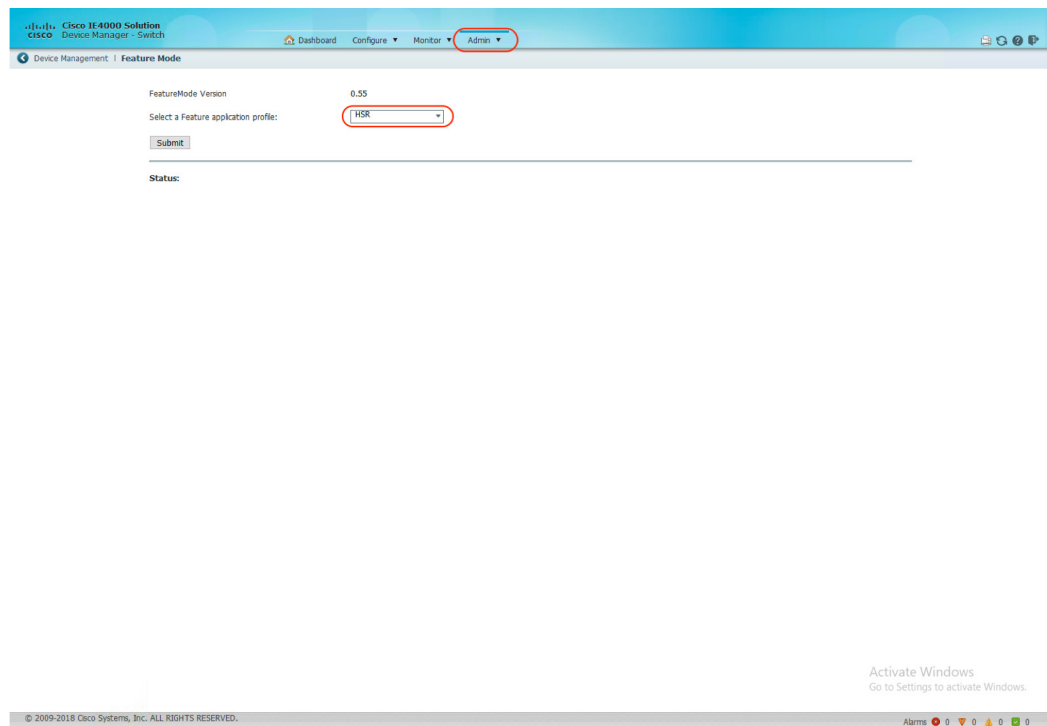 Cisco IE4000 Solution
CISCO Device Manager - Switch
Dashboard Configure ▼ Monitor ▼ Admin ▼
Device Management | Feature Mode
FeatureMode Version 0.55
Select a Feature application profile: HSR
Submit
Status:
Activate Windows
Go to Settings to activate Windows.
© 2009-2018 Cisco Systems, Inc. ALL RIGHTS RESERVED.
Alarms 0 0 0 0